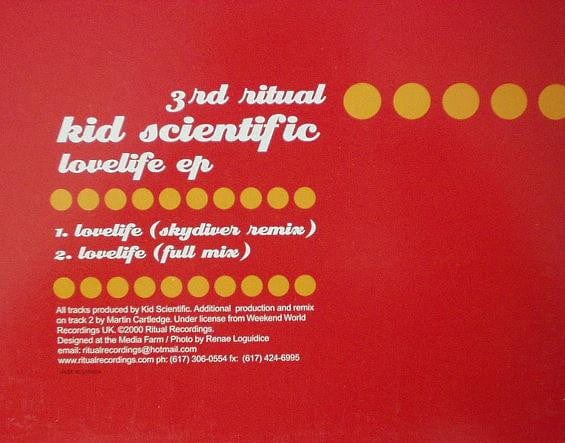 3rd ritual
kid scientific
lovelife ep
1. lovelife (skydiver remix)
2. lovelife (full mix)
All tracks produced by Kid Scientific. Additional production and remix
on track 2 by Martin Cartledge. Under license from Weekend World
Recordings UK. ©2000 Ritual Recordings.
Designed at the Media Farm / Photo by Renae Loguidice
email: ritualrecordings@hotmail.com
www.ritualrecordings.com ph: (617) 306-0554 fx: (617) 424-6995